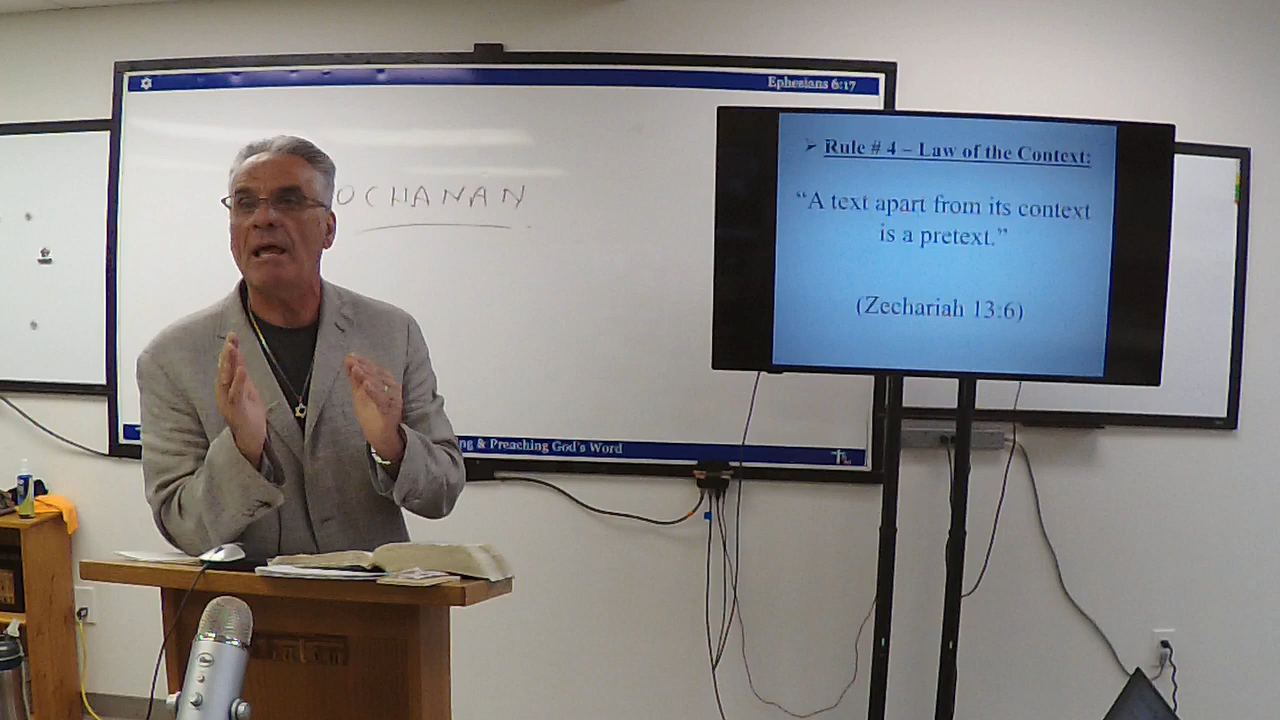 Ephesians 6:17
OCHANAN
➢ Rule # 4 – Law of the Context:
“A text apart from its context
is a pretext.”
(Zechariah 13:6)
& Preaching God's Word